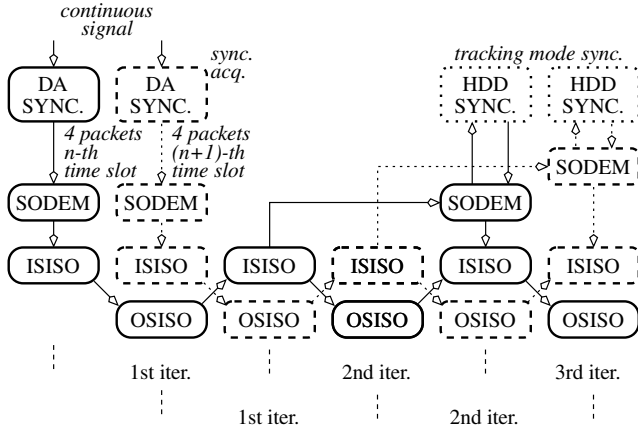 continuous
signal
sync.
acq.
tracking mode sync.
DA
SYNC.
DA
SYNC.
HDD
SYNC.
HDD
SYNC.
4 packets
n-th
time slot
4 packets
(n+1)-th
time slot
SODEM
SODEM
SODEM
SODEM
ISISO
ISISO
ISISO
ISISO
ISISO
ISISO
OSISO
OSISO
OSISO
OSISO
OSISO
1st iter.
2nd iter.
3rd iter.
1st iter.
2nd iter.